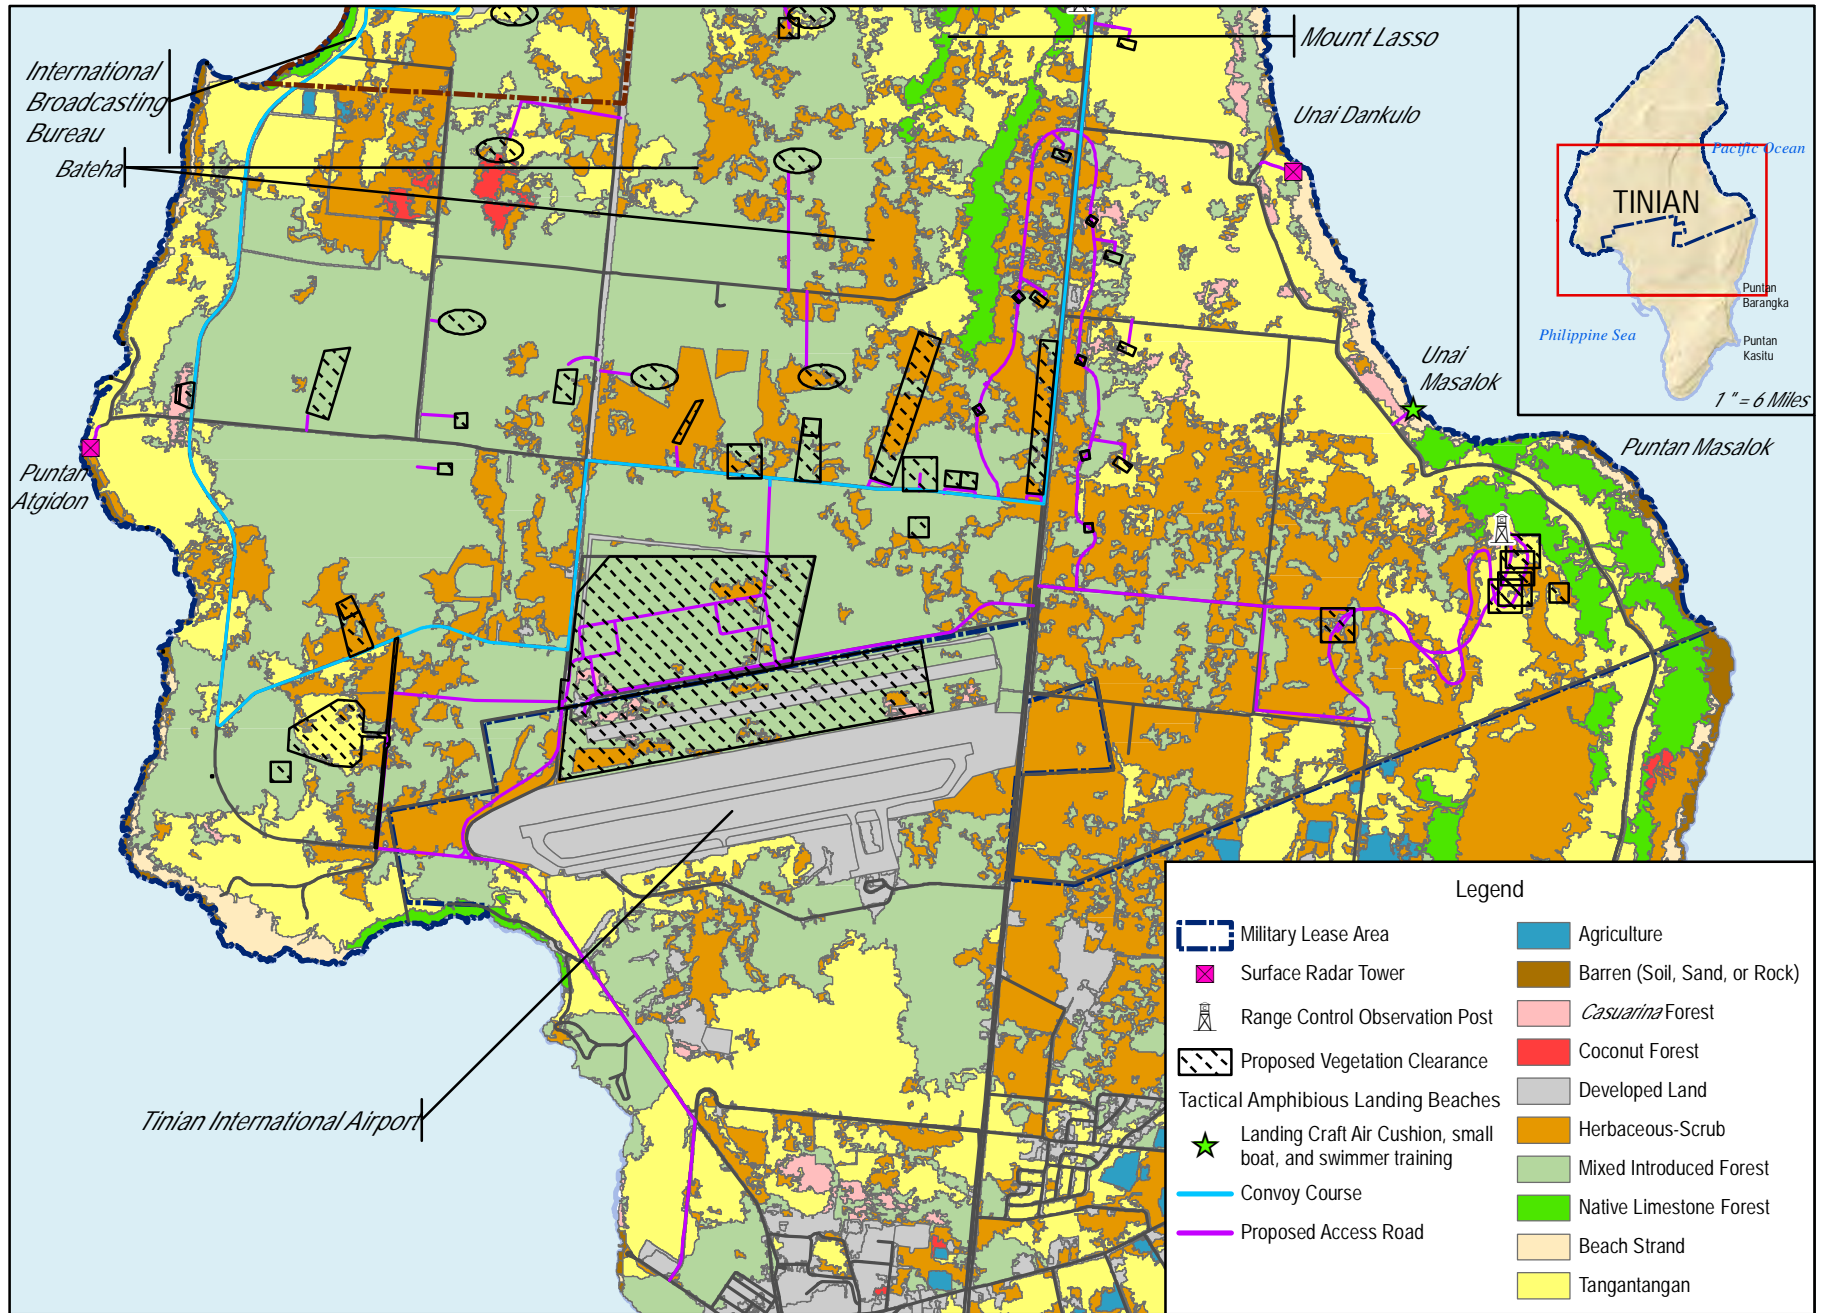 International
Broadcasting
Bureau
Bateha
Mount Lasso
Unai Dankulo
Unai
Masalok
Puntan Masalok
Puntan
Atgidon
Tinian International Airport
Pacific Ocean
TINIAN
Puntan
Barangka
Philippine Sea
Puntan
Kasitu
1 " = 6 Miles
Legend
Military Lease Area
Surface Radar Tower
Range Control Observation Post
Proposed Vegetation Clearance
Tactical Amphibious Landing Beaches
Landing Craft Air Cushion, small
boat, and swimmer training
Convoy Course
Proposed Access Road
Agriculture
Barren (Soil, Sand, or Rock)
Casuarina Forest
Coconut Forest
Developed Land
Herbaceous-Scrub
Mixed Introduced Forest
Native Limestone Forest
Beach Strand
Tangantangan